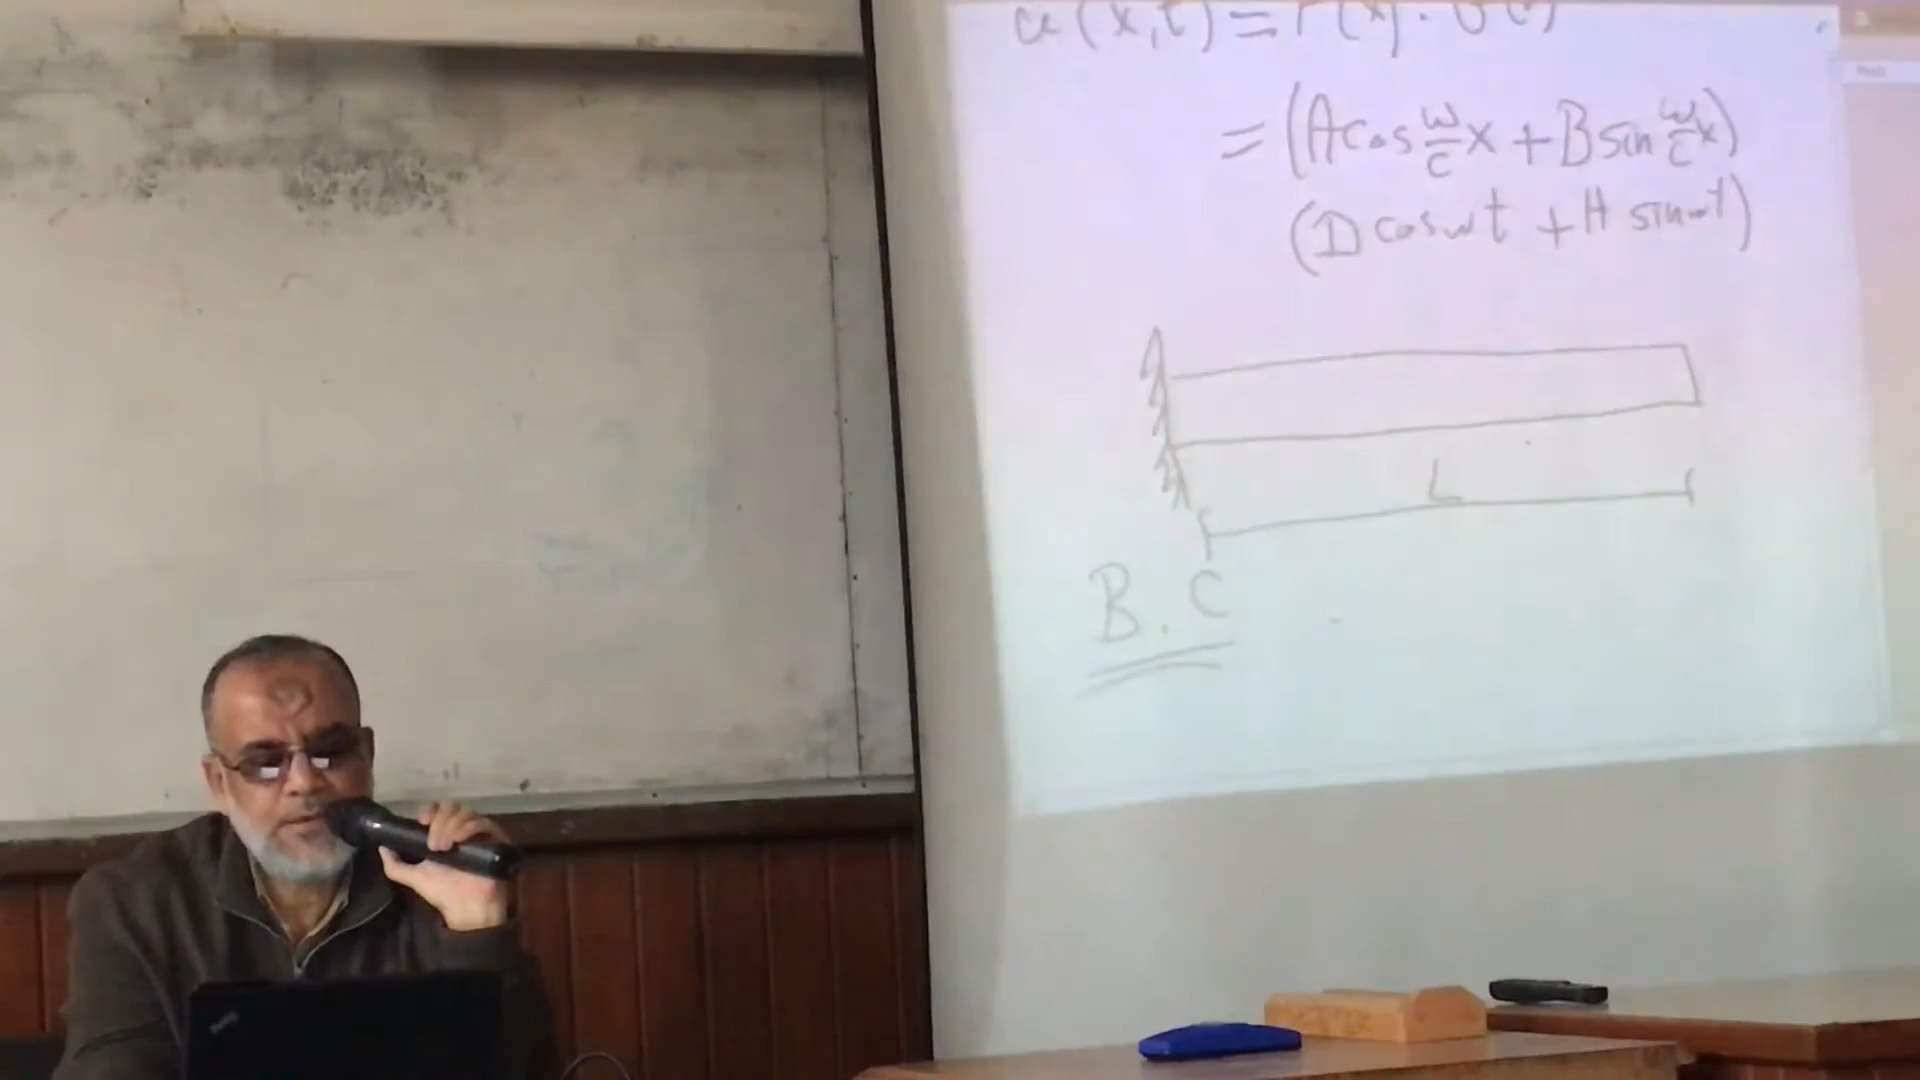 u(x,t) = F(x).G(t)
= (A cos ω/c x + B sin ω/c x)
(D cos ωt + H sin ωt)
L
B.C